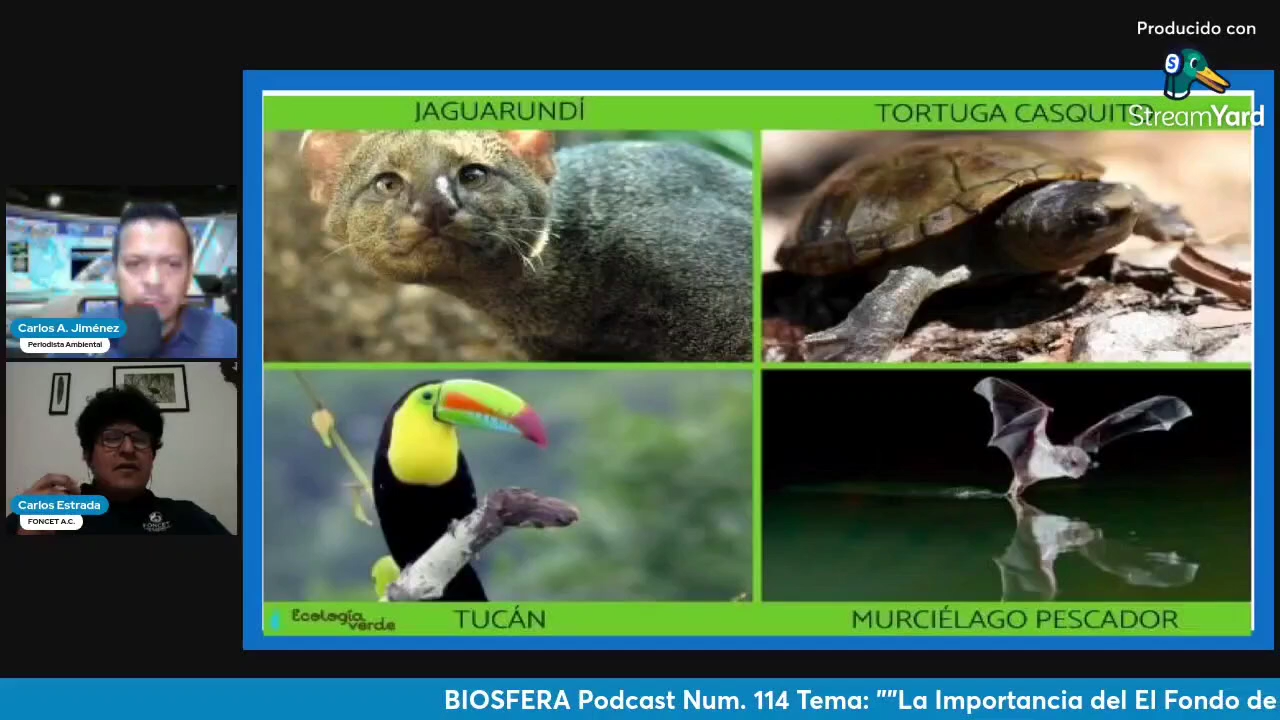 Producido con
StreamYard
JAGUARUNDÍ
TORTUGA CASQUITO
Carlos A. Jiménez
Periodista Ambiental
Carlos Estrada
FONCET A.C.
FONCET
Ecología
verde
TUCÁN
MURCIÉLAGO PESCADOR
BIOSFERA Podcast Num. 114 Tema: ""La Importancia del El Fondo de